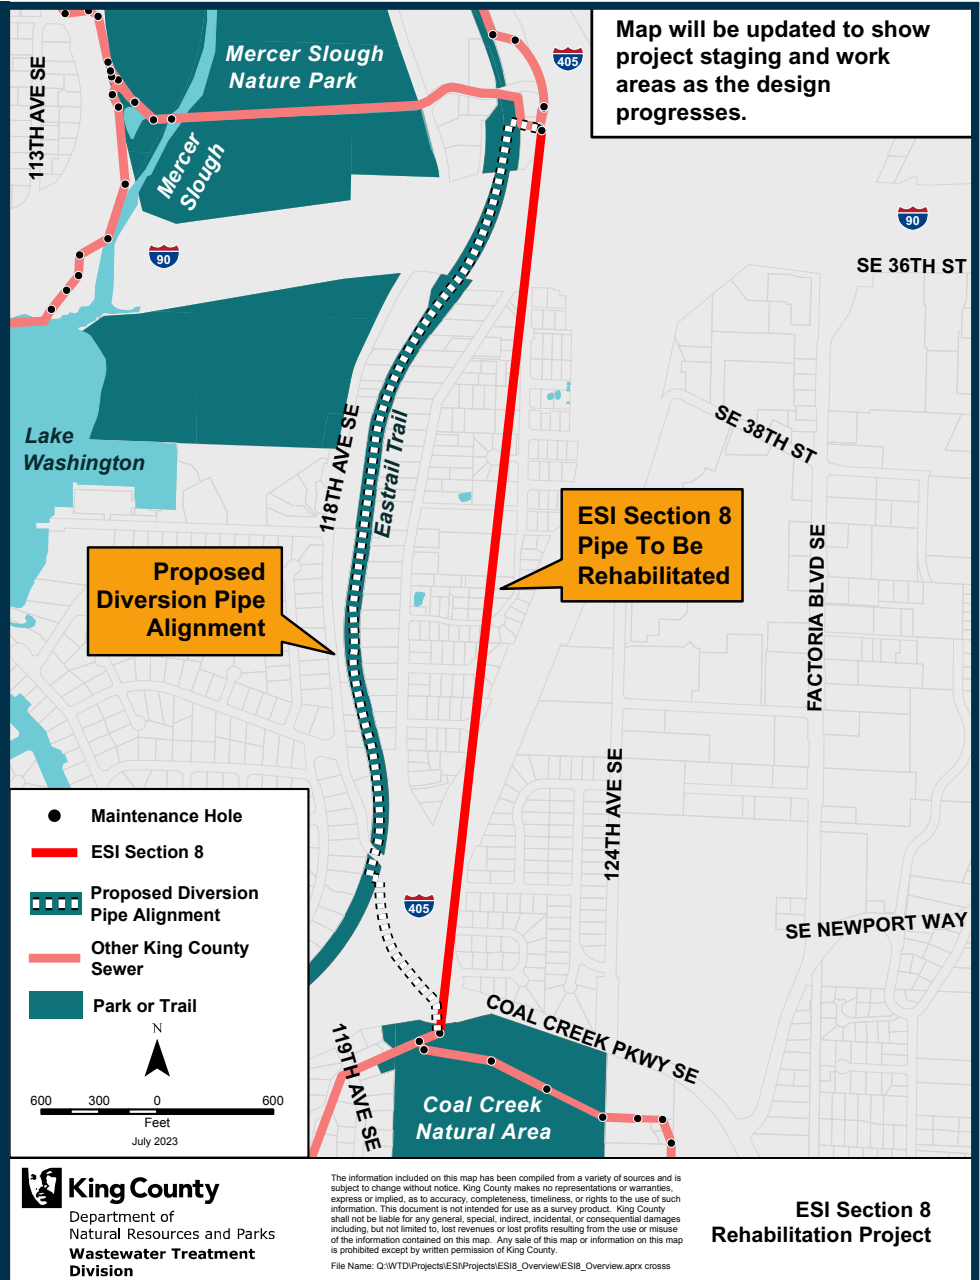 Map will be updated to show
project staging and work
areas as the design
progresses.
Mercer Slough
Nature Park
405
113TH AVE SE
Mercer
Slough
90
90
SE 36TH ST
Lake
Washington
118TH AVE SE
Eastrail Trail
SE 38TH ST
ESI Section 8
Pipe To Be
Rehabilitated
Proposed
Diversion Pipe
Alignment
FACTORIA BLVD SE
124TH AVE SE
405
SE NEWPORT WAY
COAL CREEK PKWY SE
119TH AVE SE
Coal Creek
Natural Area
Maintenance Hole
ESI Section 8
Proposed Diversion
Pipe Alignment
Other King County
Sewer
Park or Trail
N
600 300 0 600
Feet
July 2023
King County
Department of
Natural Resources and Parks
Wastewater Treatment
Division
The information included on this map has been compiled from a variety of sources and is
subject to change without notice. King County makes no representations or warranties,
express or implied, as to accuracy, completeness, timeliness, or rights to the use of such
information. This document is not intended for use as a survey product. King County
shall not be liable for any general, special, indirect, incidental, or consequential damages
including, but not limited to, lost revenues or lost profits resulting from the use or misuse
of the information contained on this map. Any sale of this map or information on this map
is prohibited except by written permission of King County.
File Name: Q:\WTD\Projects\ESI\Projects\ESI8_Overview\ESI8_Overview.aprx crosss
ESI Section 8
Rehabilitation Project